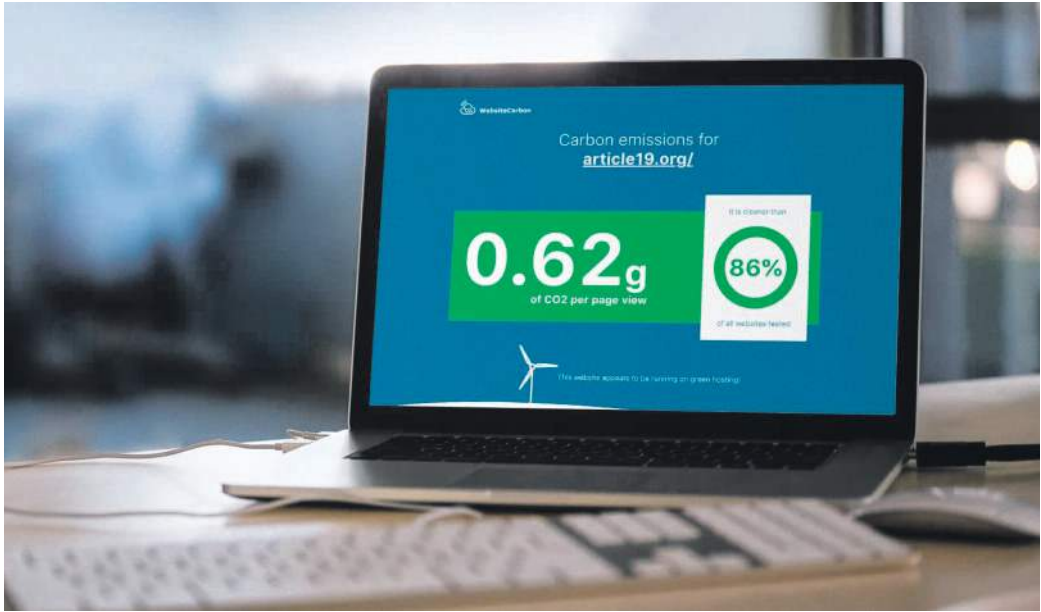 WebsiteCarbon
Carbon emissions for
article19.org/
0.62g
of CO2 per page view
It is cleaner than
86%
of all websites tested
This website appears to be running on green hosting!